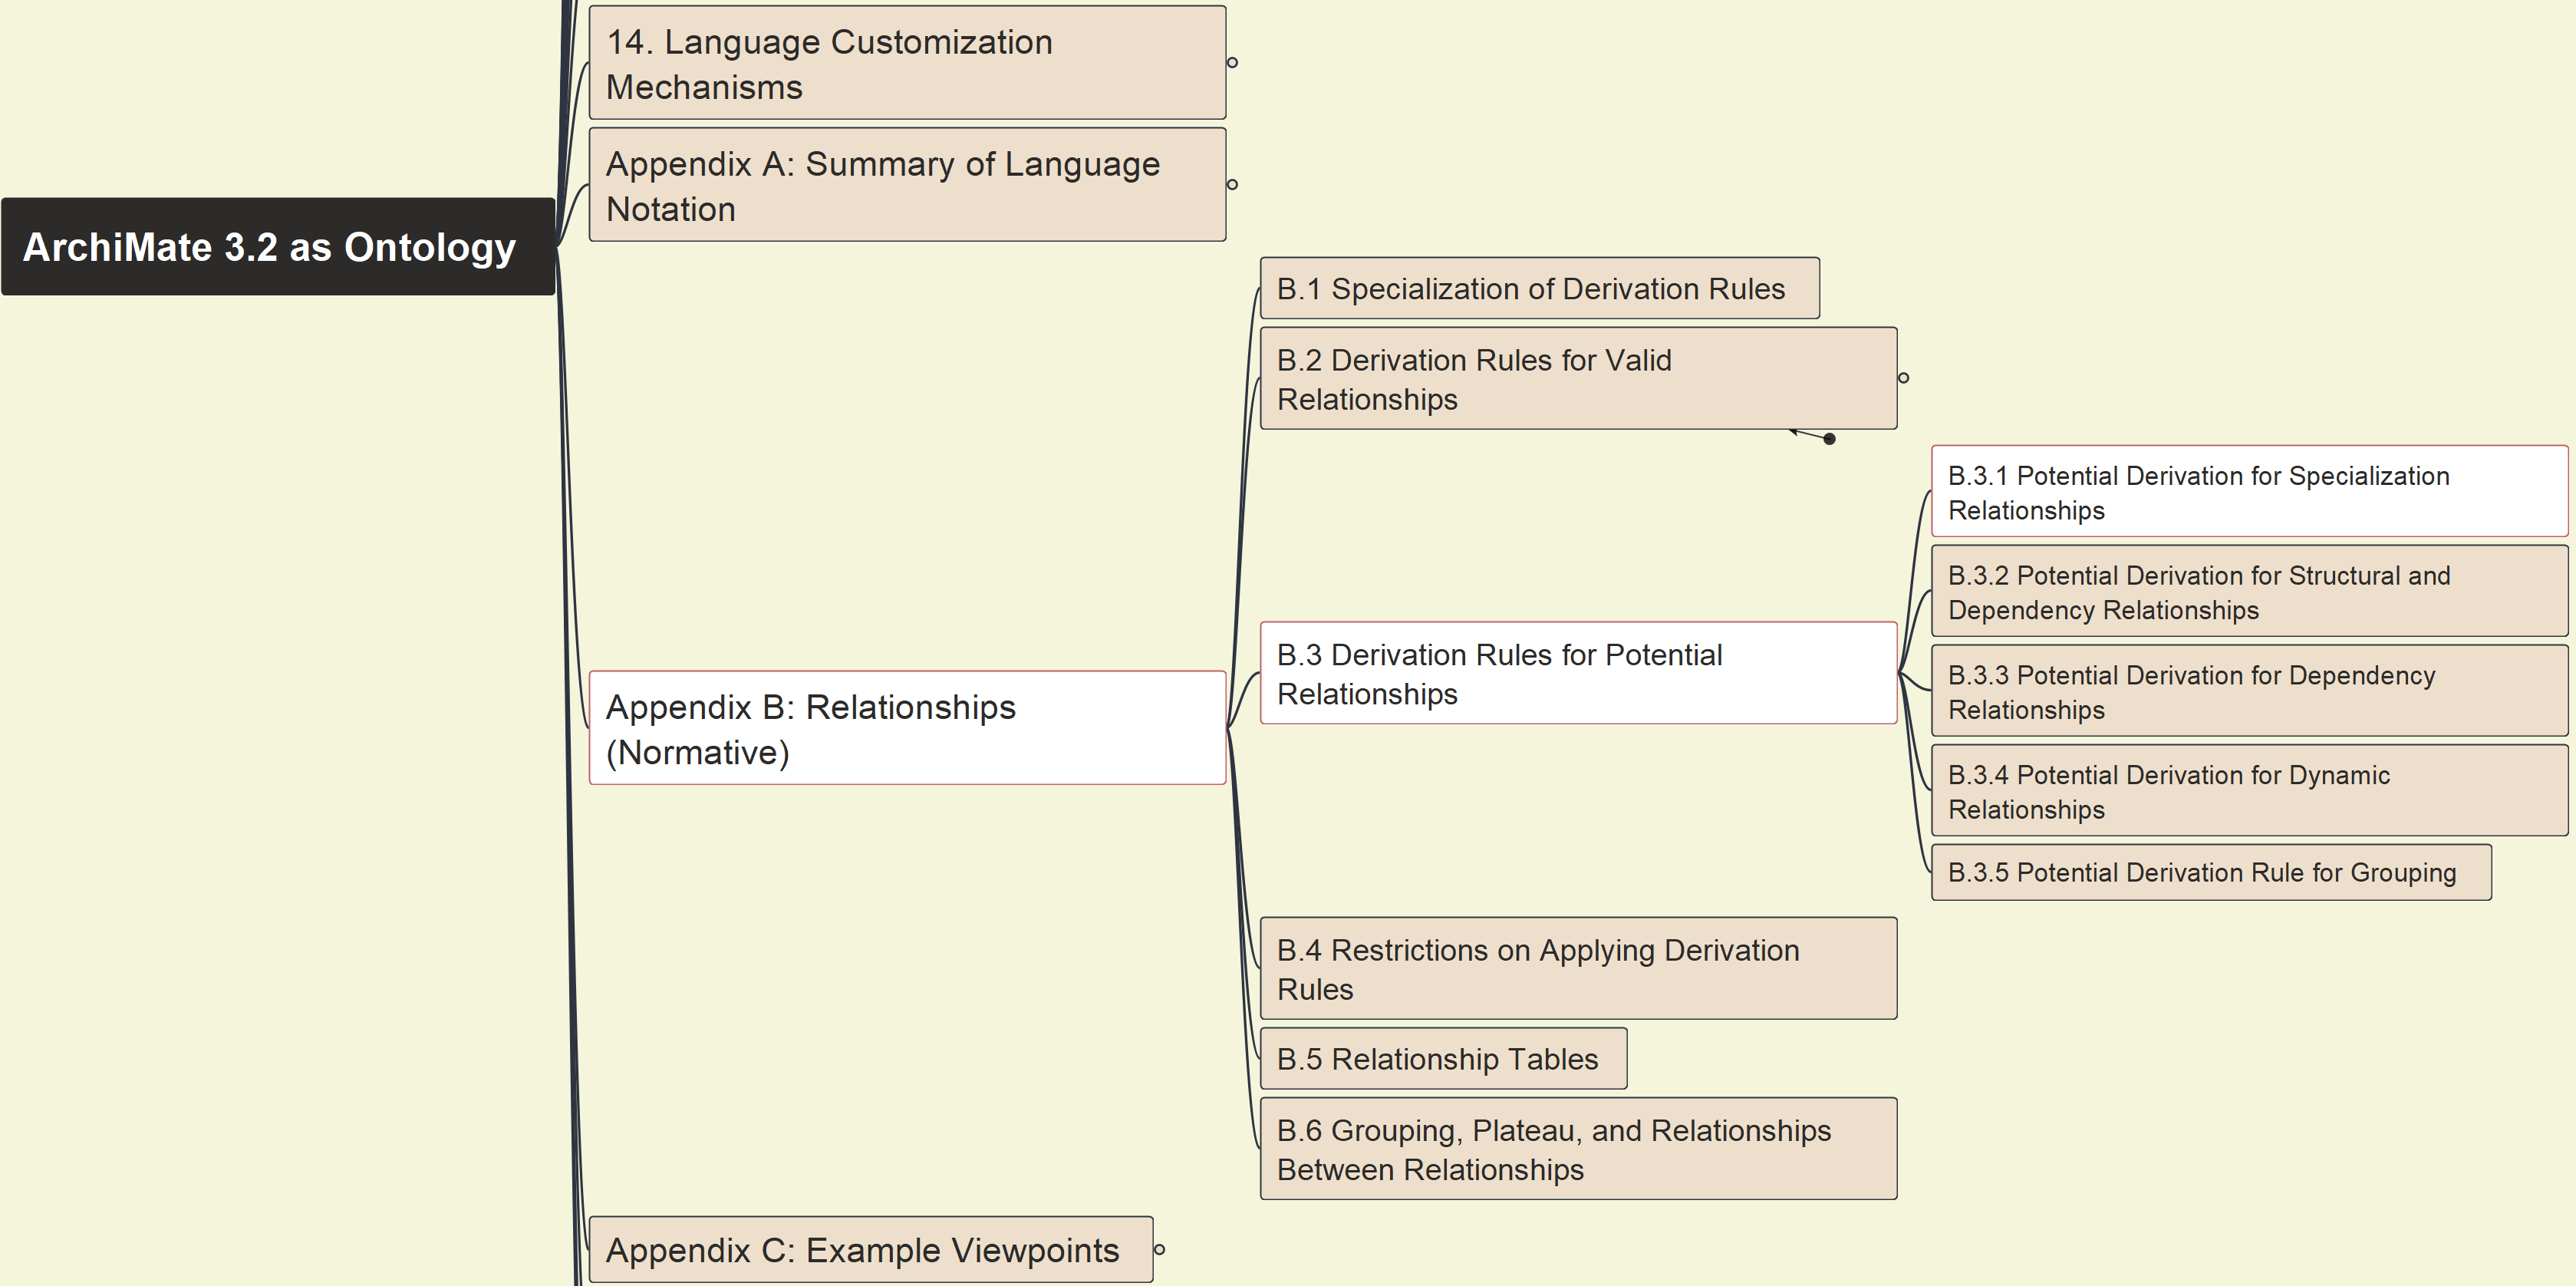 14. Language Customization
Mechanisms
Appendix A: Summary of Language
Notation
ArchiMate 3.2 as Ontology
B.1 Specialization of Derivation Rules
B.2 Derivation Rules for Valid
Relationships
B.3.1 Potential Derivation for Specialization
Relationships
B.3.2 Potential Derivation for Structural and
Dependency Relationships
B.3 Derivation Rules for Potential
Relationships
B.3.3 Potential Derivation for Dependency
Relationships
Appendix B: Relationships
(Normative)
B.3.4 Potential Derivation for Dynamic
Relationships
B.3.5 Potential Derivation Rule for Grouping
B.4 Restrictions on Applying Derivation
Rules
B.5 Relationship Tables
B.6 Grouping, Plateau, and Relationships
Between Relationships
Appendix C: Example Viewpoints